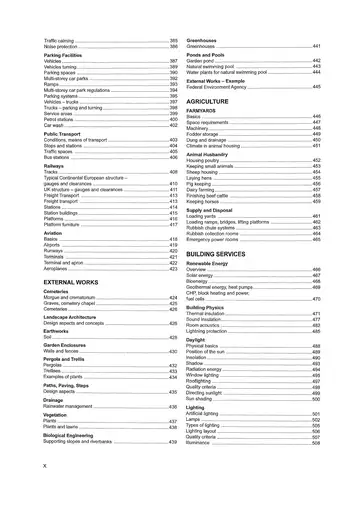 Traffic calming 385
Noise protection 386
Parking Facilities
Vehicles 387
Vehicles turning 389
Parking spaces 390
Multi-storey car parks 392
Ramps 393
Multi-storey car park regulations 394
Parking systems 395
Vehicles – trucks 397
Trucks – parking and turning 398
Service areas 399
Petrol stations 400
Car wash 402
Public Transport
Conditions, means of transport 403
Stops and stations 404
Traffic spaces 405
Bus stations 406
Railways
Tracks 408
Typical Continental European structure –
gauges and clearances 410
UK structure – gauges and clearances 411
Freight Transport 412
Freight transport 413
Stations 414
Station buildings 415
Platforms 416
Platform furniture 417
Aviation
Basics 418
Airports 419
Runways 420
Terminals 421
Terminal and apron 422
Aeroplanes 423
EXTERNAL WORKS
Cemeteries
Morgue and crematorium 424
Graves, cemetery chapel 425
Cemeteries 426
Landscape Architecture
Design aspects and concepts 428
Earthworks
Soil 428
Garden Enclosures
Walls and fences 430
Pergola and Trellis
Pergolas 432
Trellises 433
Examples of plants 434
Paths, Paving, Steps
Design aspects 435
Drainage
Rainwater management 436
Vegetation
Plants 437
Plants and lawns 438
Biological Engineering
Supporting slopes and riverbanks 439
Greenhouses
Greenhouses 441
Ponds and Pools
Garden pond 442
Natural swimming pool 443
Water plants for natural swimming pool 444
External Works – Example
Federal Environment Agency 445
AGRICULTURE
FARMYARDS
Basics 446
Space requirements 447
Machinery 448
Fodder storage 449
Dung and drainage 450
Climate in animal housing 451
Animal Husbandry
Housing poultry 452
Keeping small animals 453
Sheep housing 454
Laying hens 455
Pig keeping 456
Dairy farming 457
Finishing beef cattle 458
Keeping horses 459
Supply and Disposal
Loading yards 461
Loading ramps, bridges, lifting platforms 462
Rubbish chute systems 463
Rubbish collection rooms 464
Emergency power rooms 465
BUILDING SERVICES
Renewable Energy
Overview 466
Solar energy 467
Bioenergy 468
Geothermal energy, heat pumps 469
CHP, block heating and power,
fuel cells 470
Building Physics
Thermal insulation 471
Sound Insulation 477
Room acoustics 482
Lightning protection 485
Daylight
Physical basics 488
Position of the sun 489
Insolation 490
Shadow 493
Radiation energy 494
Window lighting 495
Rooflighting 497
Quality criteria 498
Directing sunlight 499
Sun shading 500
Lighting
Artificial lighting 501
Lamps 502
Types of lighting 505
Lighting layout 506
Quality criteria 507
Illuminance 508
X